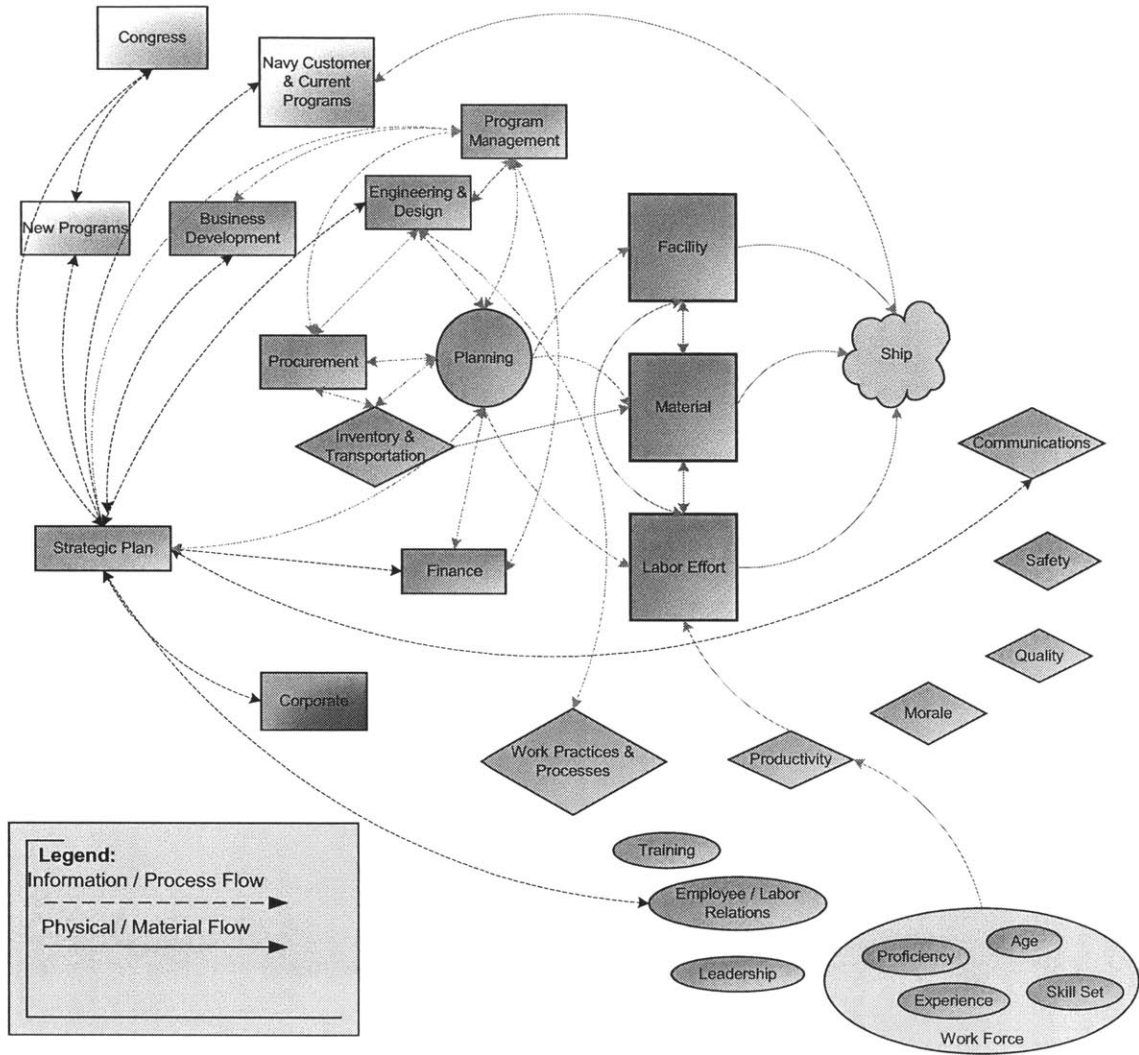 Congress
Navy Customer
& Current
Programs
Program
Management
Engineering &
Design
New Programs
Business
Development
Facility
Procurement
Planning
Ship
Material
Inventory &
Transportation
Communications
Strategic Plan
Finance
Labor Effort
Safety
Quality
Corporate
Morale
Work Practices &
Processes
Productivity
Legend:
Information / Process Flow
Physical / Material Flow
Training
Employee / Labor
Relations
Leadership
Proficiency
Age
Experience
Skill Set
Work Force